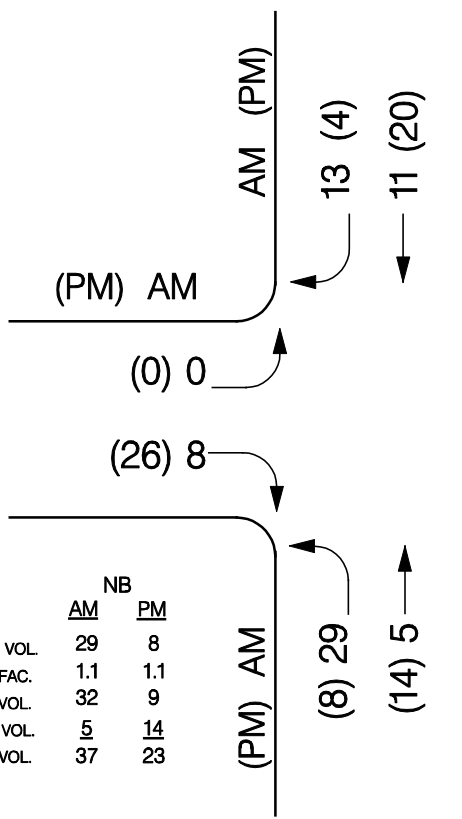 AM (PM)
13 (4)
11 (20)
(PM) AM
(0) 0
(26) 8
NB
AM PM
VOL. 29 8
FAC. 1.1 1.1
VOL. 32 9
VOL. 5 14
VOL. 37 23
(PM) AM
(8) 29
(14) 5